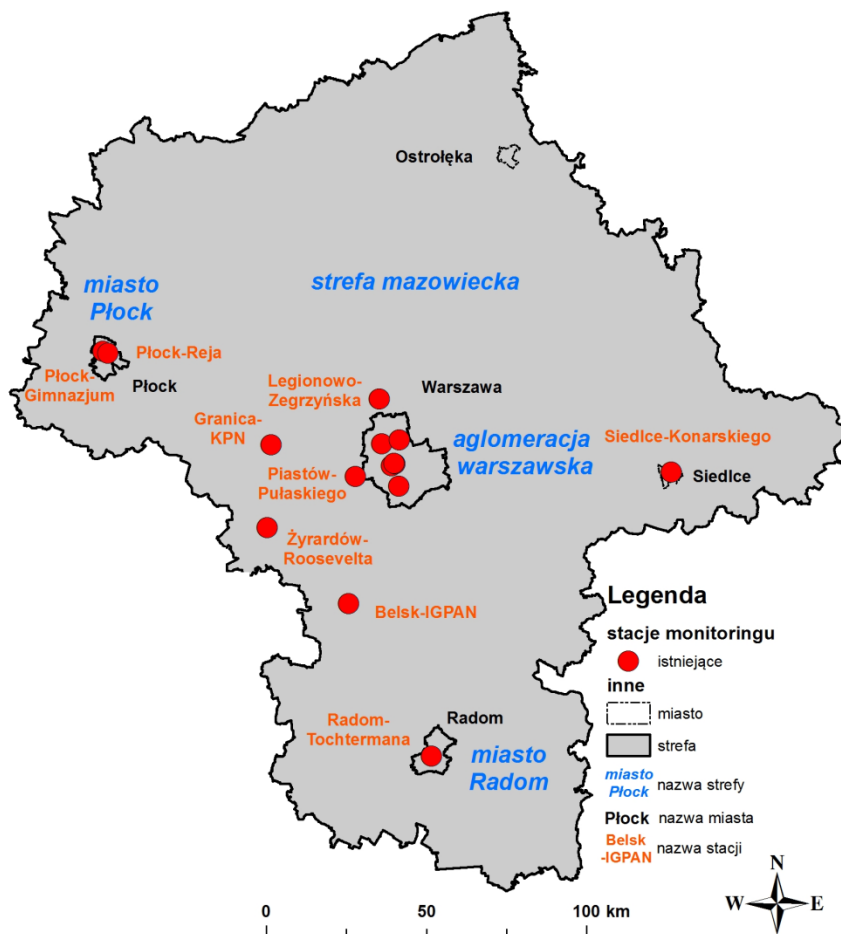 Ostrołęka
miasto
Płock
strefa mazowiecka
Płock-Reja
Płock-
Gimnazjum
Płock
Legionowo-
Zegrzyńska
Warszawa
Granica-
KPN
aglomeracja
warszawska
Siedlce-Konarskiego
Piastów-
Pułaskiego
Siedlce
Żyrardów-
Roosevelta
Belsk-IGPAN
Radom-
Tochtermana
Radom
miasto
Radom
Legenda
stacje monitoringu
istniejące
inne
miasto
strefa
miasto
Płock
nazwa strefy
Płock
nazwa miasta
Belsk
-IGPAN
nazwa stacji
N
W
E
S
0 50 100 km